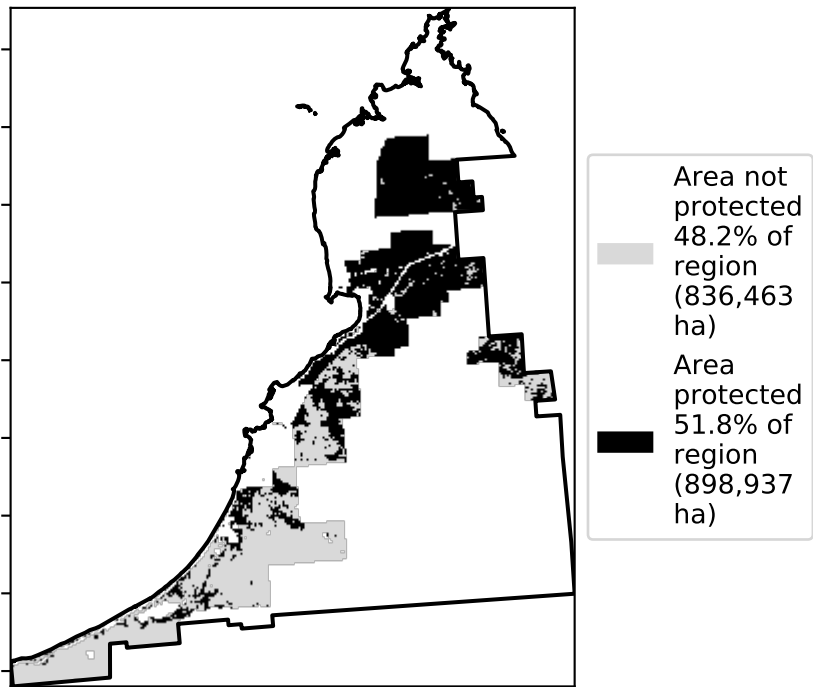 Area not
protected
48.2% of
region
(836,463
ha)
Area
protected
51.8% of
region
(898,937
ha)